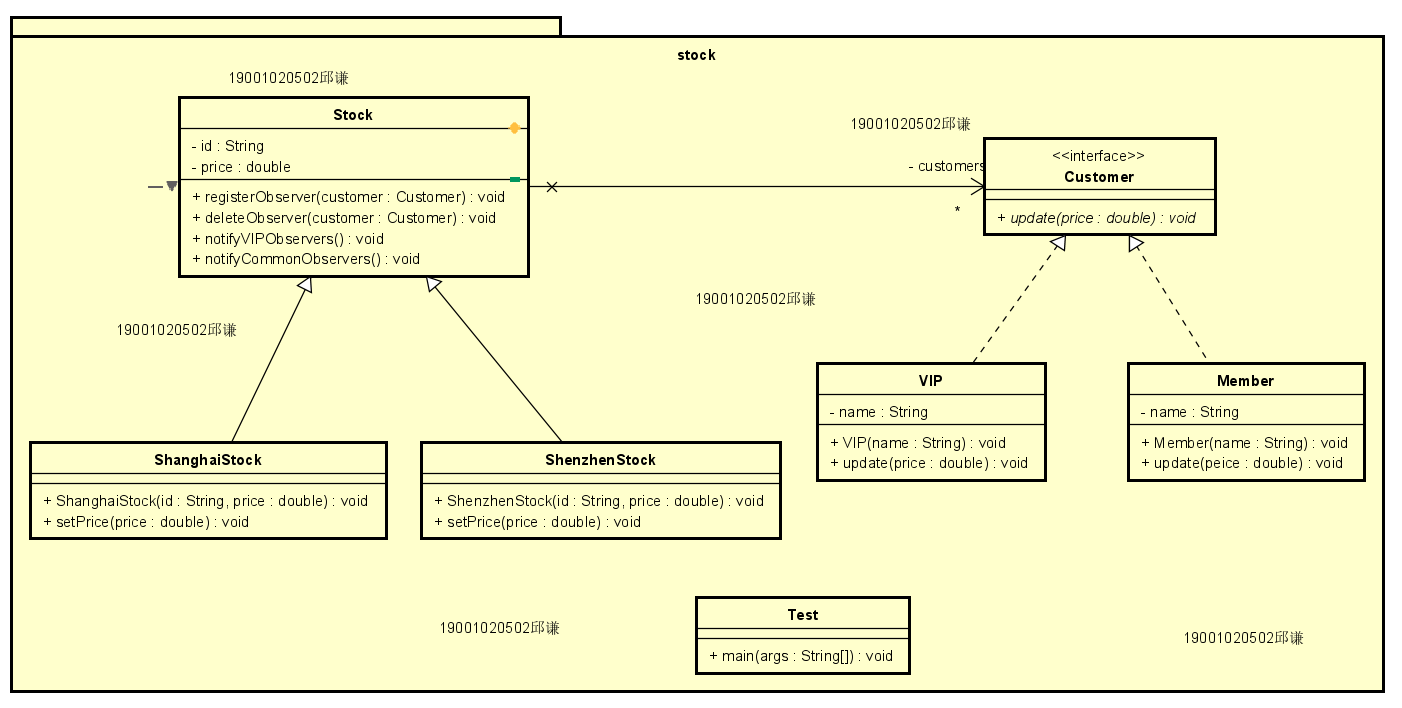 stock
19001020502邱谦
Stock
- id : String
- price : double
+ registerObserver(customer : Customer) : void
+ deleteObserver(customer : Customer) : void
+ notifyVIPObservers() : void
+ notifyCommonObservers() : void
19001020502邱谦
- customers
*
<<interface>>
Customer
+ update(price : double) : void
19001020502邱谦
19001020502邱谦
ShanghaiStock
+ ShanghaiStock(id : String, price : double) : void
+ setPrice(price : double) : void
ShenzhenStock
+ ShenzhenStock(id : String, price : double) : void
+ setPrice(price : double) : void
VIP
- name : String
+ VIP(name : String) : void
+ update(price : double) : void
Member
- name : String
+ Member(name : String) : void
+ update(peice : double) : void
19001020502邱谦
Test
+ main(args : String[]) : void
19001020502邱谦